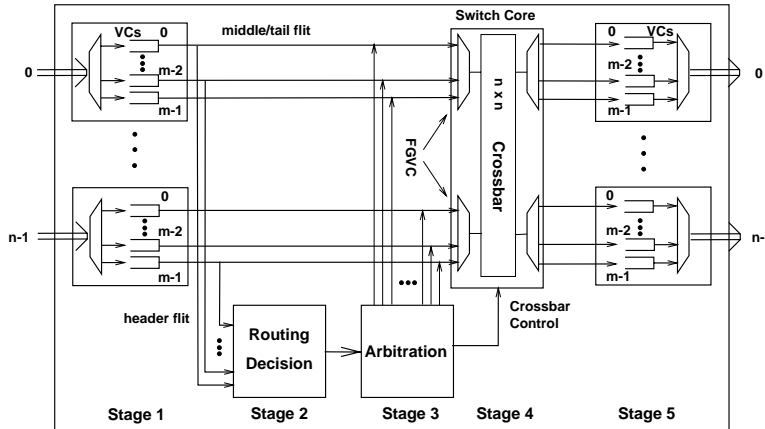 Switch Core
VCs 0
middle/tail flit
0 VCs
m-2
m-2
m-1
m-1
0
0
n x n
Crossbar
FGVC
0
0
m-2
m-2
m-1
m-1
n-1
n-
header flit
Crossbar
Control
Routing
Decision
Arbitration
Stage 1
Stage 2
Stage 3
Stage 4
Stage 5